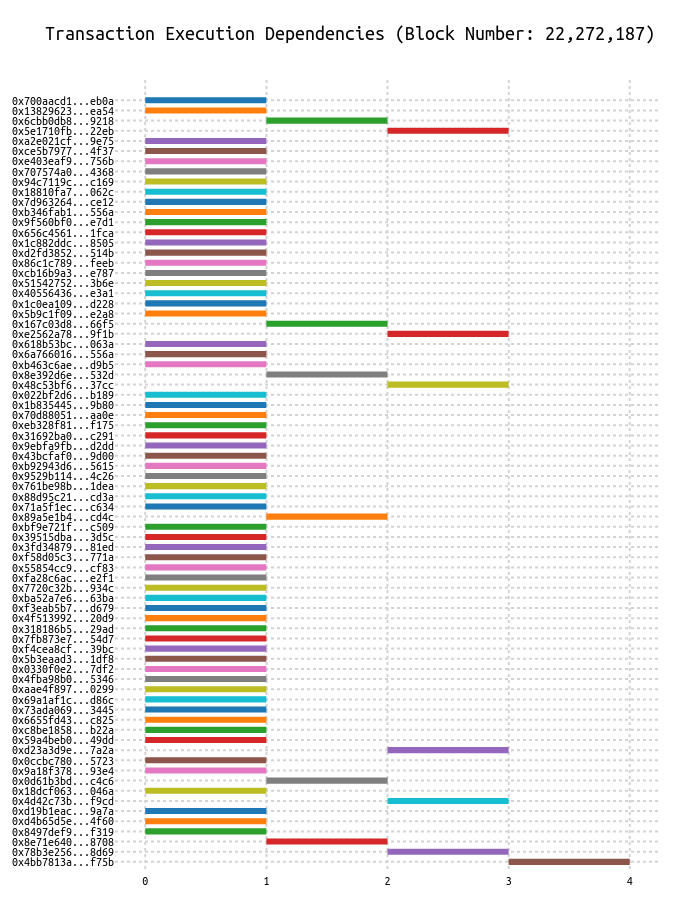 Transaction Execution Dependencies (Block Number: 22,272,187)
0x700aacd1...eb0a
0x13829623...ea54
0x6cbb0db8...9218
0x5e1710fb...22eb
0xa2e021cf...9e75
0xce5b7977...4f37
0xe403eaf9...756b
0x707574a0...4368
0x94c7119c...c169
0x18810fa7...062c
0x7d963264...ce12
0xb346fab1...556a
0x9f560bf0...e7d1
0x656c4561...1fca
0x1c882ddc...8505
0xd2fd3852...514b
0x86c1c789...feeb
0xcb16b9a3...e787
0x51542752...3b6e
0x40556436...e3a1
0x1c0ea109...d228
0x5b9c1f09...e2a8
0x167c03d8...66f5
0xe2562a78...9f1b
0x618b53bc...063a
0x6a766016...556a
0xb463c6ae...d9b5
0x8e392d6e...532d
0x48c53bf6...37cc
0x022bf2d6...b189
0x1b835445...9b80
0x70d88051...aa0e
0xeb328f81...f175
0x31692ba0...c291
0x9ebfa9fb...d2dd
0x43bcfaf0...9d00
0xb92943d6...5615
0x9529b114...4c26
0x761be98b...1dea
0x88d95c21...cd3a
0x71a5f1ec...c634
0x89a5e1b4...cd4c
0xbf9e721f...c509
0x39515dba...3d5c
0x3fd34879...81ed
0xf58d05c3...771a
0x55854cc9...cf83
0xfa28c6ac...e2f1
0x7720c32b...934c
0xba52a7e6...63ba
0xf3eab5b7...d679
0x4f513992...20d9
0x318186b5...29ad
0x7fb873e7...54d7
0xf4cea8cf...39bc
0x5b3eaad3...1df8
0x0330f0e2...7df2
0x4fba98b0...5346
0xaae4f897...0299
0x69a1af1c...d86c
0x73ada069...3445
0x6655fd43...c825
0xc8be1858...b22a
0x59a4beb0...49dd
0xd23a3d9e...7a2a
0x0ccbc780...5723
0x9a18f378...93e4
0x0d61b3bd...c4c6
0x18dcf063...046a
0x4d42c73b...f9cd
0xd19b1eac...9a7a
0xd4b65d5e...4f60
0x8497def9...f319
0x8e71e640...8708
0x78b3e256...8d69
0x4bb7813a...f75b
0 1 2 3 4